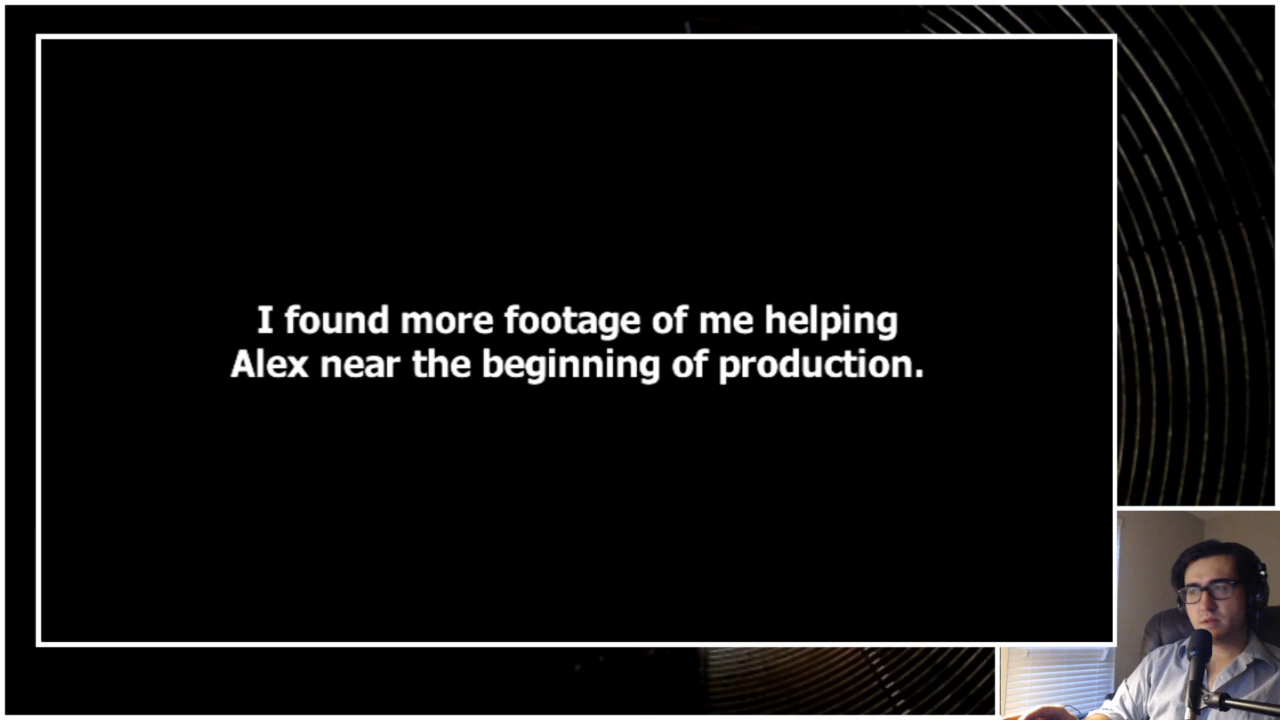 I found more footage of me helping
Alex near the beginning of production.